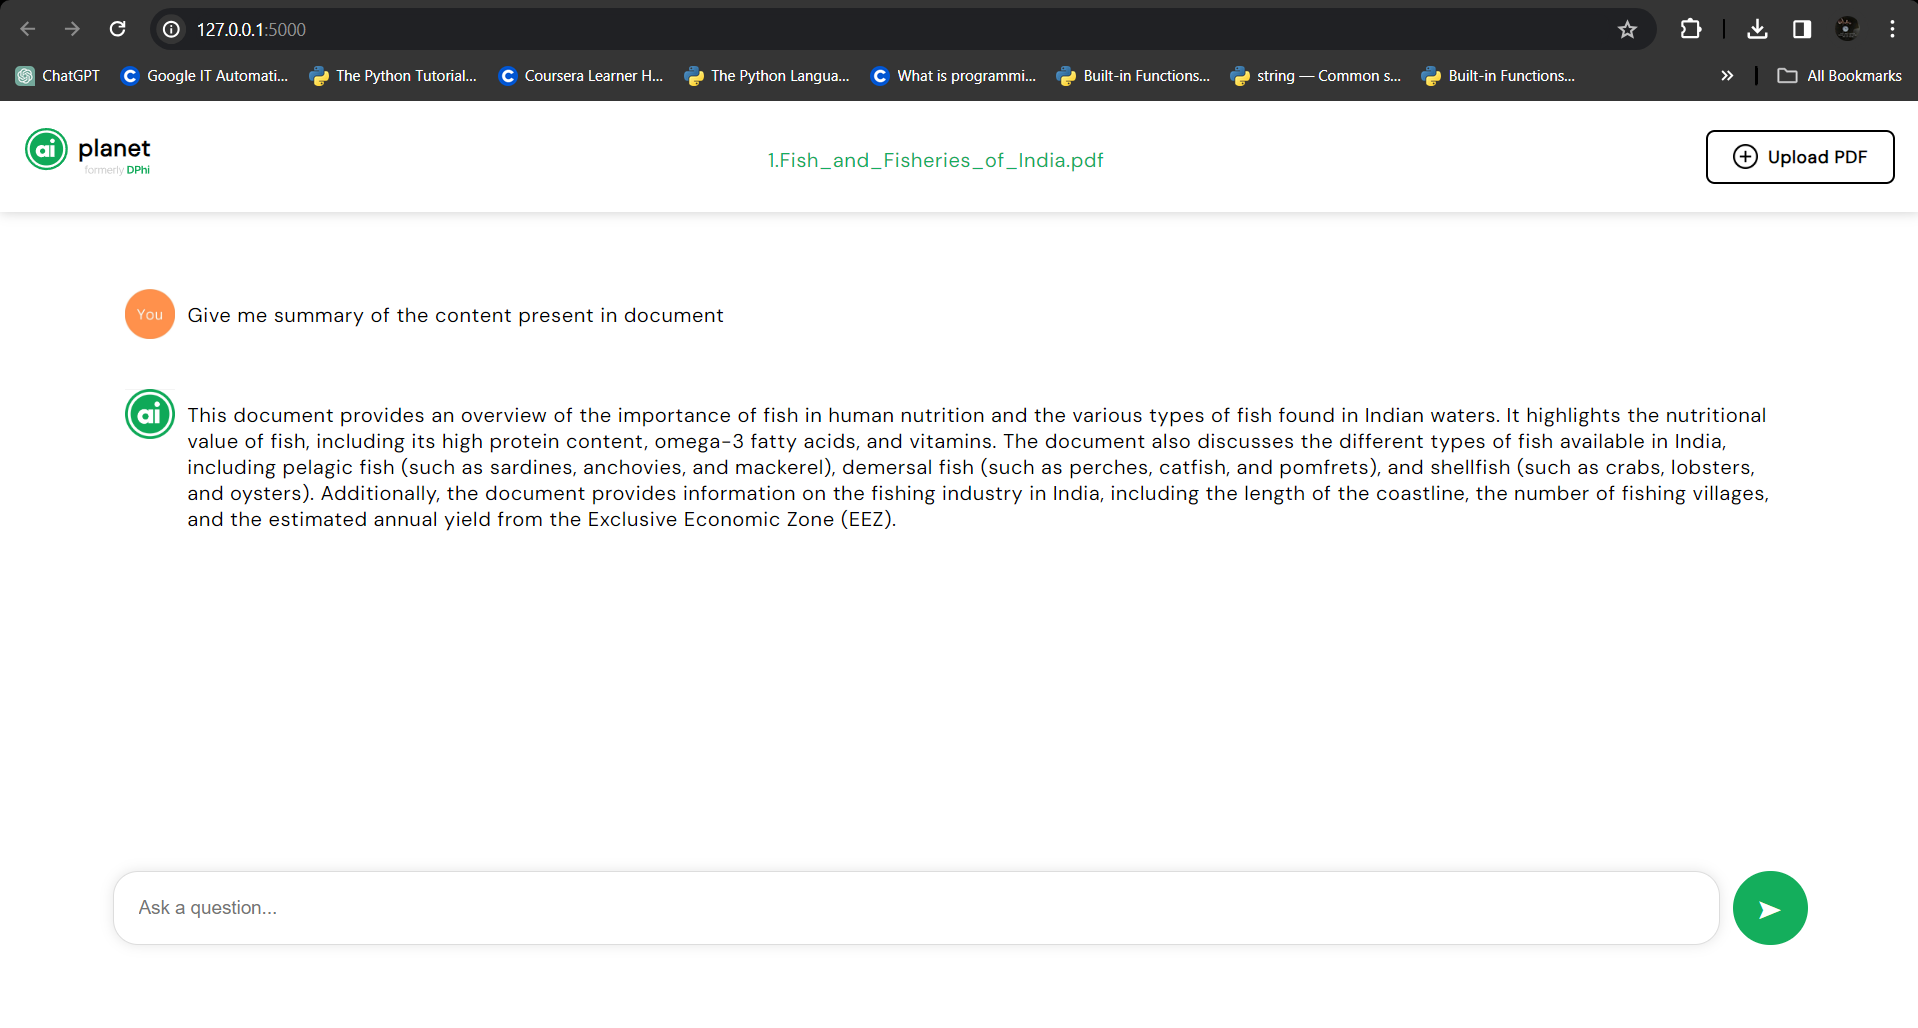 127.0.0.1:5000
ChatGPT
Google IT Automati...
The Python Tutorial...
Coursera Learner H...
The Python Langua...
What is programmi...
Built-in Functions...
string — Common s...
Built-in Functions...
All Bookmarks
ai planet
formerly DPhi
1.Fish_and_Fisheries_of_India.pdf
Upload PDF
You
Give me summary of the content present in document
ai
This document provides an overview of the importance of fish in human nutrition and the various types of fish found in Indian waters. It highlights the nutritional
value of fish, including its high protein content, omega-3 fatty acids, and vitamins. The document also discusses the different types of fish available in India,
including pelagic fish (such as sardines, anchovies, and mackerel), demersal fish (such as perches, catfish, and pomfrets), and shellfish (such as crabs, lobsters,
and oysters). Additionally, the document provides information on the fishing industry in India, including the length of the coastline, the number of fishing villages,
and the estimated annual yield from the Exclusive Economic Zone (EEZ).
Ask a question...